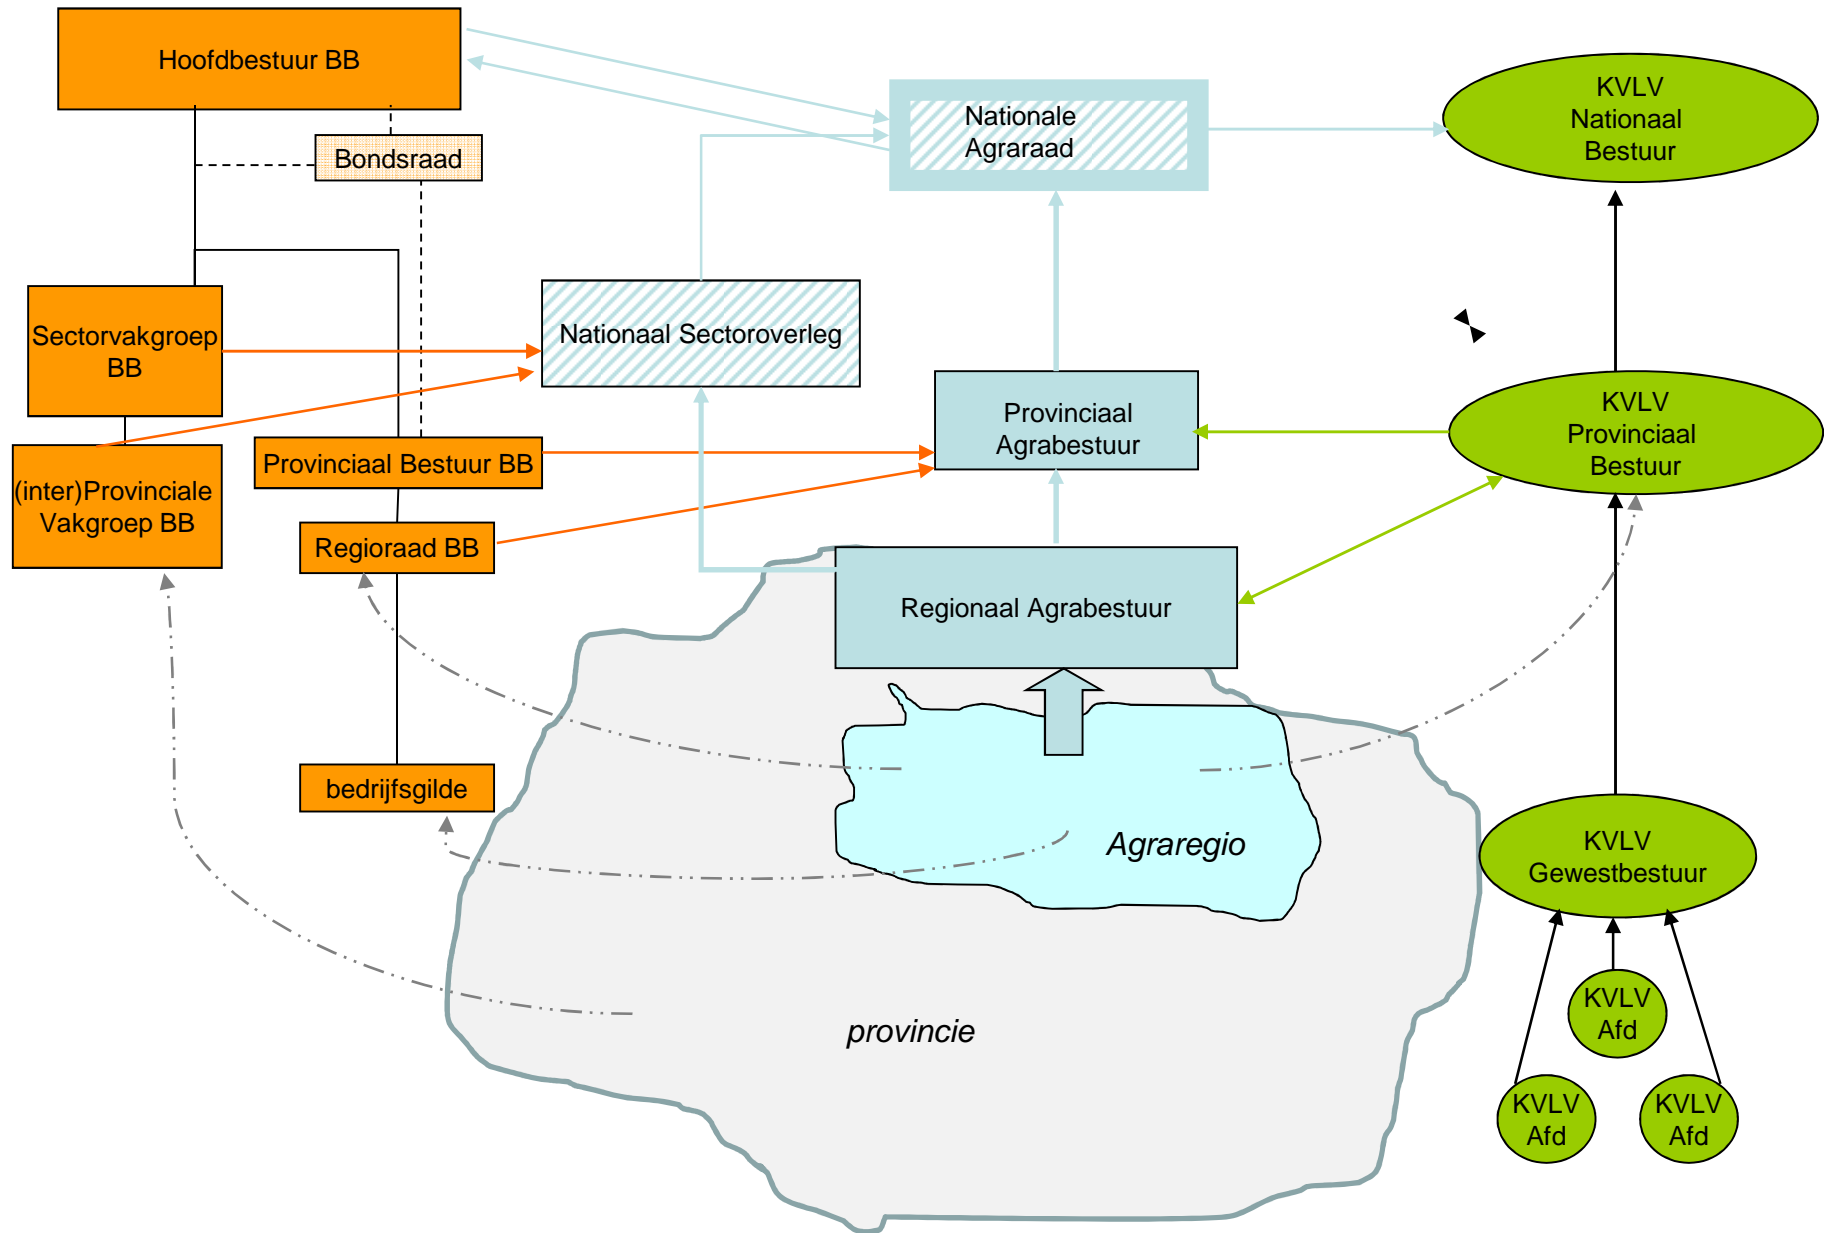 Hoofdbestuur BB
Bondsraad
Nationale
Agraraad
KVLV
Nationaal
Bestuur
Sectorvakgroep
BB
Nationaal Sectoroverleg
Provinciaal
Agrabestuur
KVLV
Provinciaal
Bestuur
Provinciaal Bestuur BB
(inter)Provinciale
Vakgroep BB
Regioraad BB
Regionaal Agrabestuur
bedrijfsgilde
Agraregio
KVLV
Gewestbestuur
provincie
KVLV
Afd
KVLV
Afd
KVLV
Afd